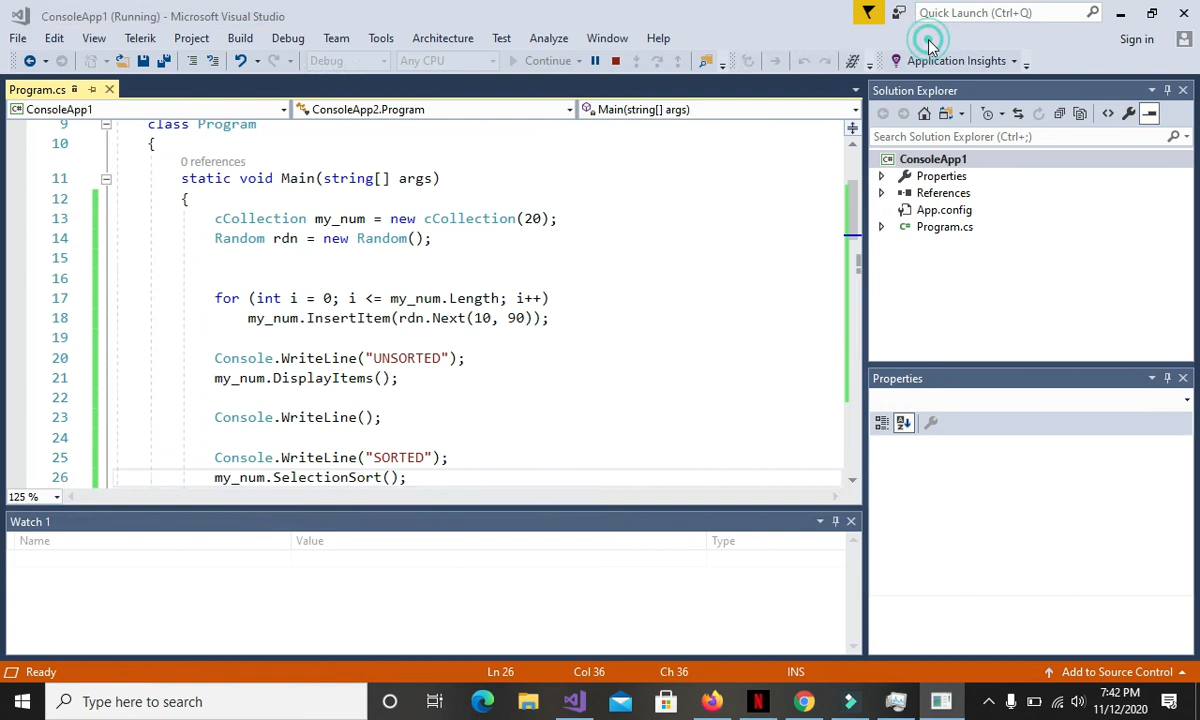 ConsoleApp1 (Running) - Microsoft Visual Studio
Quick Launch (Ctrl+Q)
File Edit View Telerik Project Build Debug Team Tools Architecture Test Analyze Window Help
Sign in
Debug Any CPU Continue Application Insights
Program.cs
ConsoleApp1 ConsoleApp2.Program Main(string[] args)
9 class Program
10 {
0 references
11 static void Main(string[] args)
12 {
13 cCollection my_num = new cCollection(20);
14 Random rdn = new Random();
15
16
17 for (int i = 0; i <= my_num.Length; i++)
18 my_num.InsertItem(rdn.Next(10, 90));
19
20 Console.WriteLine("UNSORTED");
21 my_num.DisplayItems();
22
23 Console.WriteLine();
24
25 Console.WriteLine("SORTED");
26 my_num.SelectionSort();
125 %
Solution Explorer
Search Solution Explorer (Ctrl+;)
ConsoleApp1
Properties
References
App.config
Program.cs
Properties
Watch 1
Name Value Type
Ready Ln 26 Col 36 Ch 36 INS Add to Source Control
Type here to search
7:42 PM
11/12/2020